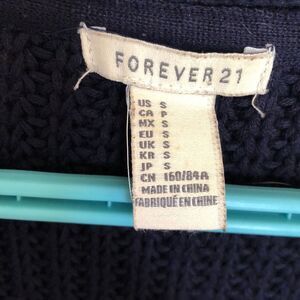 FOREVER 21
US S
CA P
MX S
EU S
UK S
KR S
JP S
CN 160/84A
MADE IN CHINA
FABRIQUÉ EN CHINE